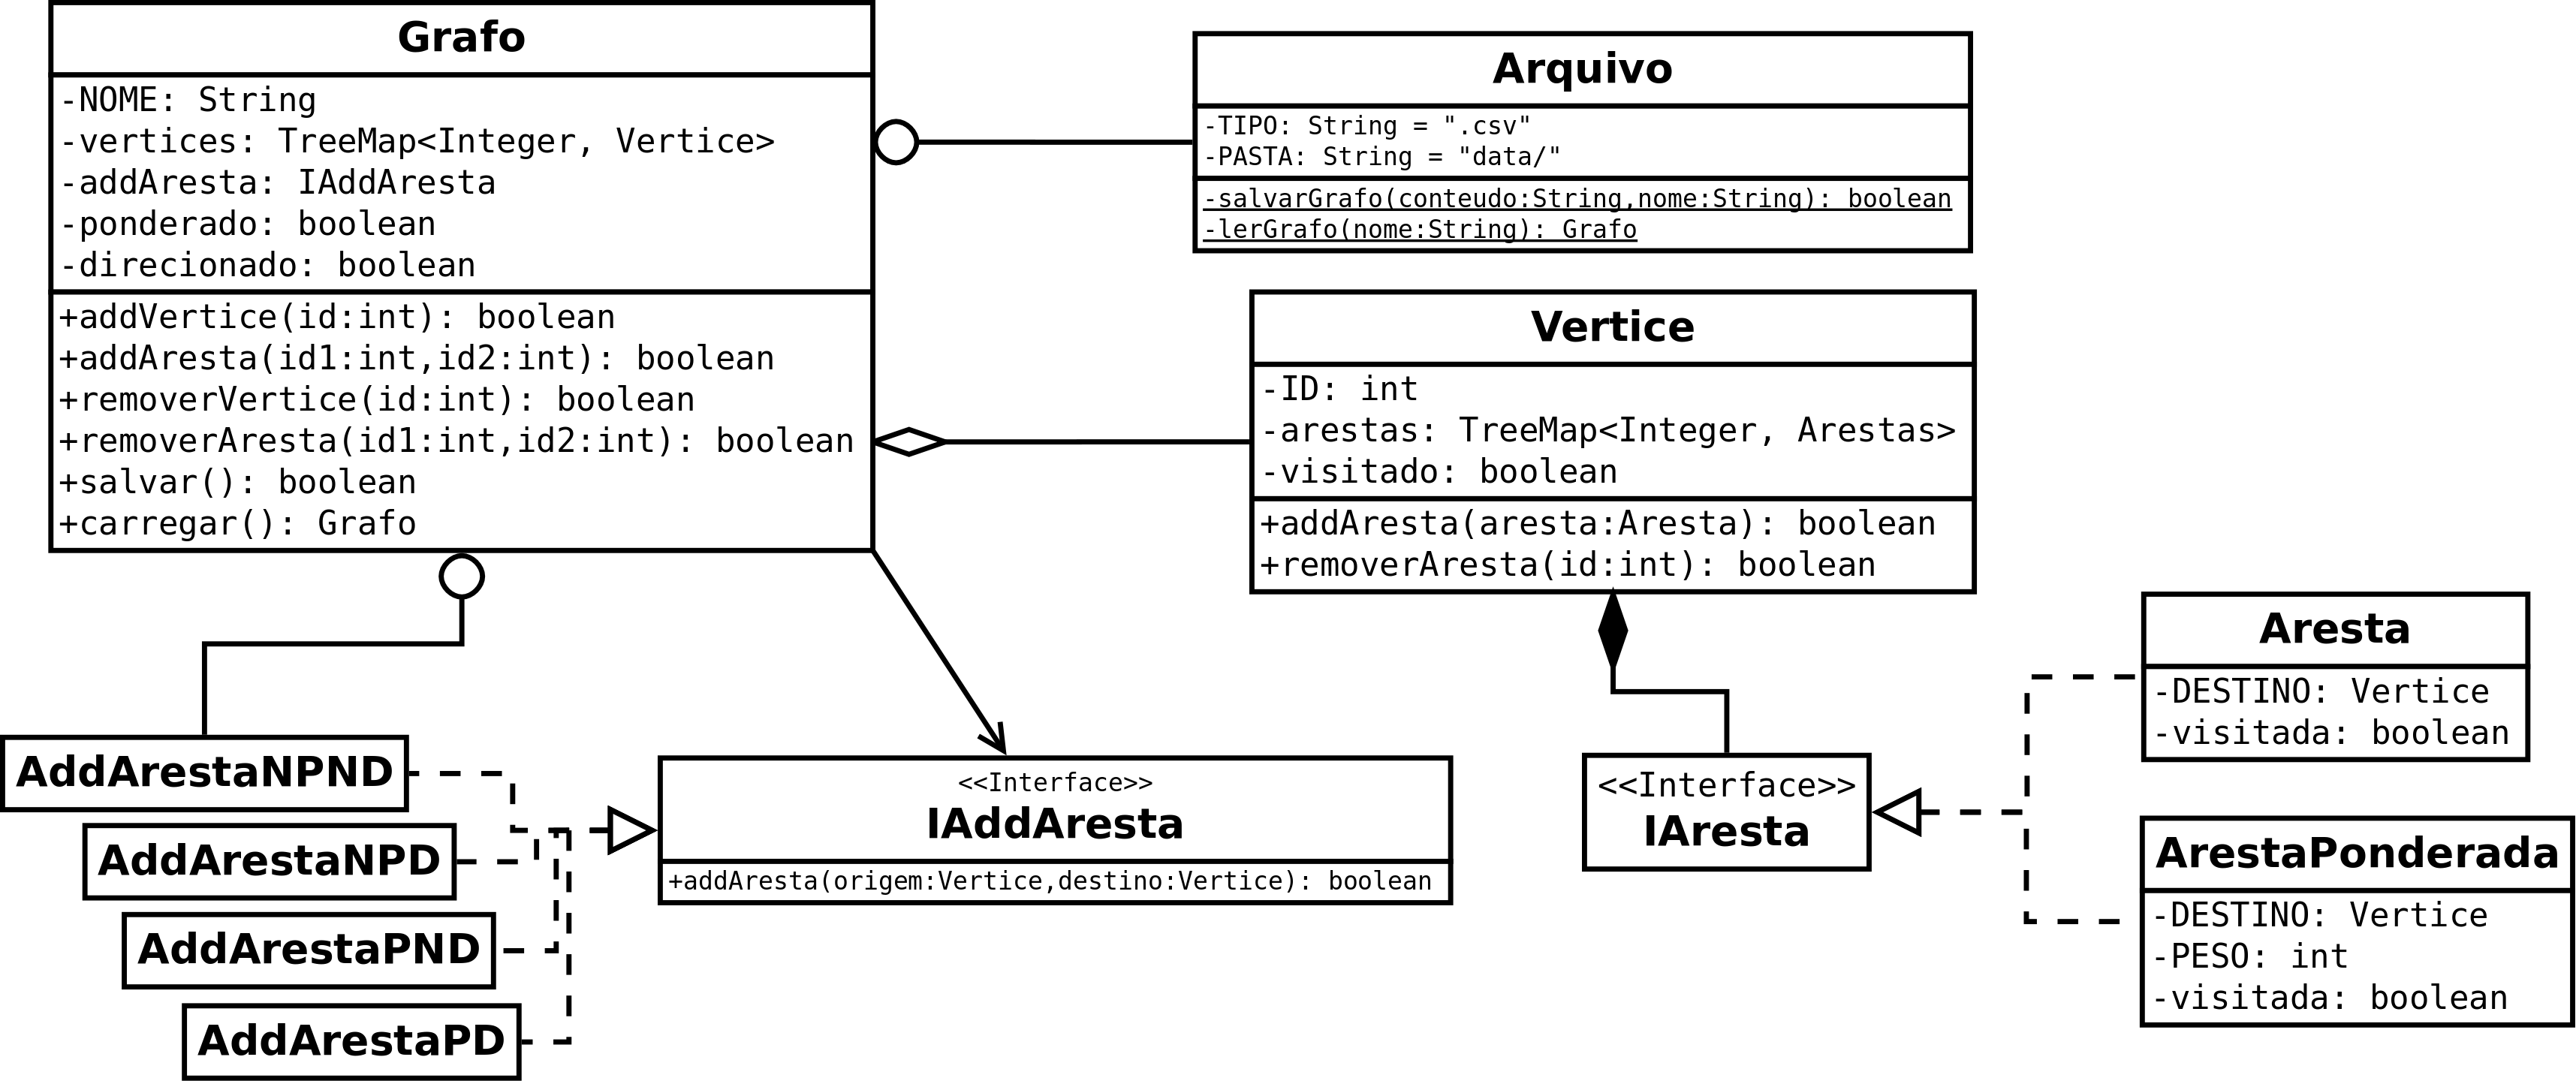 Grafo
-NOME: String
-vertices: TreeMap<Integer, Vertice>
-addAresta: IAddAresta
-ponderado: boolean
-direcionado: boolean
+addVertice(id:int): boolean
+addAresta(id1:int,id2:int): boolean
+removerVertice(id:int): boolean
+removerAresta(id1:int,id2:int): boolean
+salvar(): boolean
+carregar(): Grafo
Arquivo
-TIPO: String = ".csv"
-PASTA: String = "data/"
-salvarGrafo(conteudo:String,nome:String): boolean
-lerGrafo(nome:String): Grafo
Vertice
-ID: int
-arestas: TreeMap<Integer, Arestas>
-visitado: boolean
+addAresta(aresta:Aresta): boolean
+removerAresta(id:int): boolean
Aresta
-DESTINO: Vertice
-visitada: boolean
AddArestaNPND
AddArestaNPD
AddArestaPND
AddArestaPD
<<Interface>>
IAddAresta
+addAresta(origem:Vertice,destino:Vertice): boolean
<<Interface>>
IAresta
ArestaPonderada
-DESTINO: Vertice
-PESO: int
-visitada: boolean